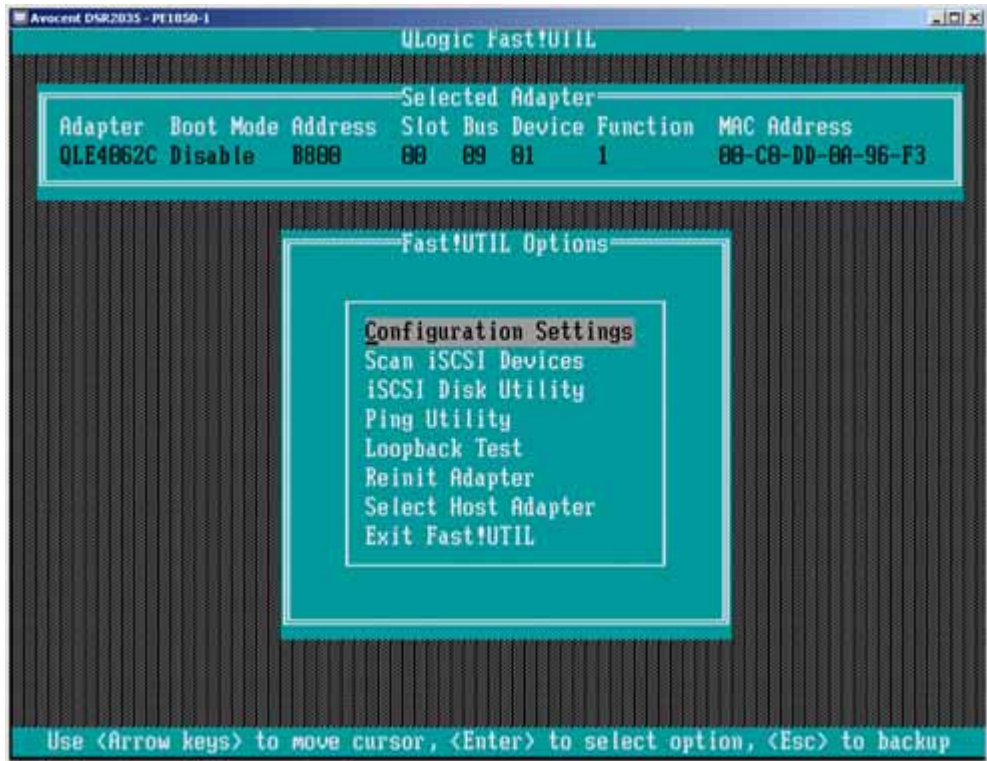 Avocent DSR2035 - PE1850-1
QLogic Fast!UTIL
Selected Adapter
Adapter Boot Mode Address Slot Bus Device Function MAC Address
QLE4062C Disable B800 00 09 01 1 00-C0-DD-0A-96-F3
Fast!UTIL Options
Configuration Settings
Scan iSCSI Devices
iSCSI Disk Utility
Ping Utility
Loopback Test
Reinit Adapter
Select Host Adapter
Exit Fast!UTIL
Use <Arrow keys> to move cursor, <Enter> to select option, <Esc> to backup